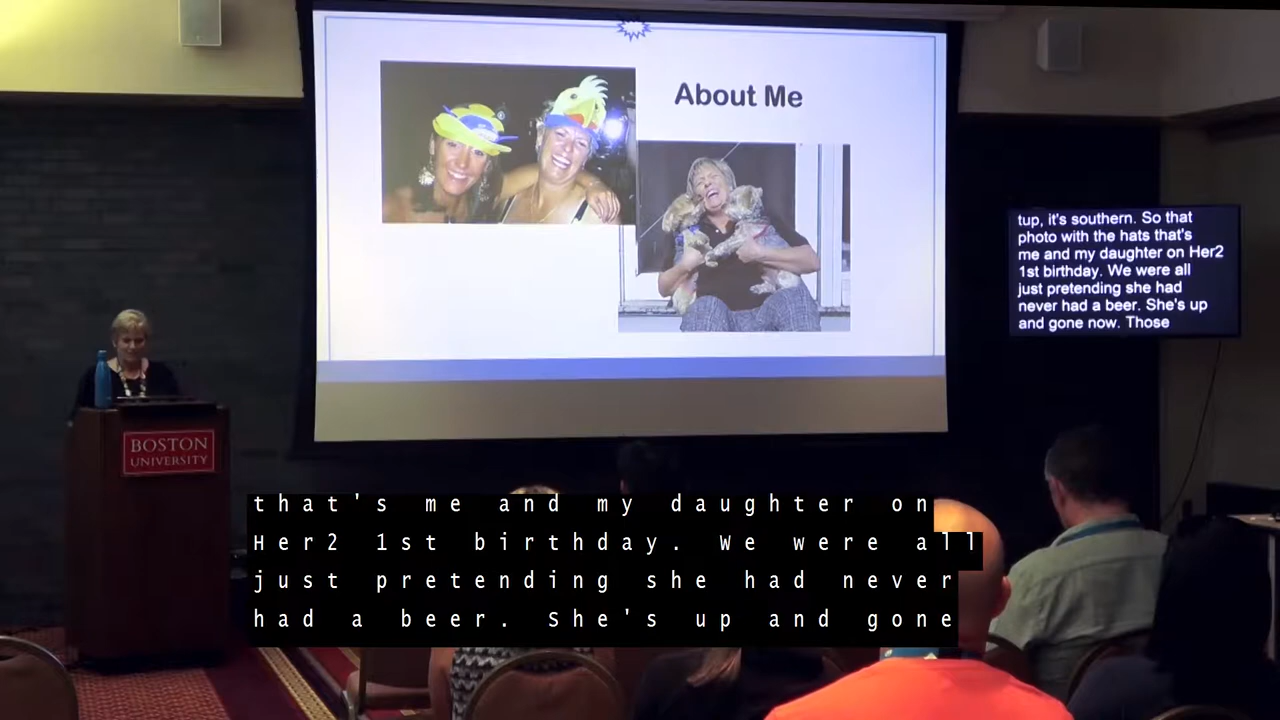 About Me
tup, it's southern. So that
photo with the hats that's
me and my daughter on Her2
1st birthday. We were all
just pretending she had
never had a beer. She's up
and gone now. Those
BOSTON
UNIVERSITY
that's me and my daughter on
Her2 1st birthday. We were all
just pretending she had never
had a beer. She's up and gone